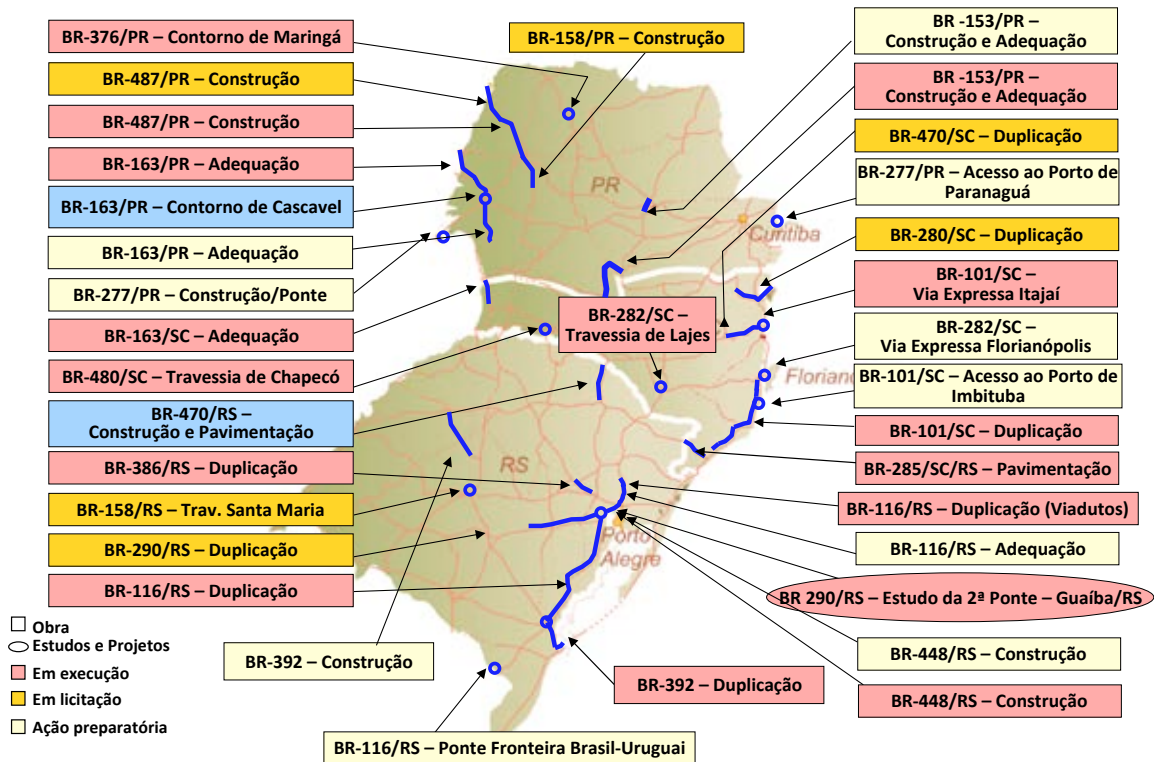 BR-376/PR – Contorno de Maringá
BR-487/PR – Construção
BR-487/PR – Construção
BR-163/PR – Adequação
BR-163/PR – Contorno de Cascavel
BR-163/PR – Adequação
BR-277/PR – Construção/Ponte
BR-163/SC – Adequação
BR-480/SC – Travessia de Chapecó
BR-470/RS –
Construção e Pavimentação
BR-386/RS – Duplicação
BR-158/RS – Trav. Santa Maria
BR-290/RS – Duplicação
BR-116/RS – Duplicação
BR-158/PR – Construção
BR -153/PR –
Construção e Adequação
BR -153/PR –
Construção e Adequação
BR-470/SC – Duplicação
BR-277/PR – Acesso ao Porto de
Paranaguá
BR-280/SC – Duplicação
BR-101/SC –
Via Expressa Itajaí
BR-282/SC –
Via Expressa Florianópolis
BR-101/SC – Acesso ao Porto de
Imbituba
BR-101/SC – Duplicação
BR-285/SC/RS – Pavimentação
BR-116/RS – Duplicação (Viadutos)
BR-116/RS – Adequação
BR 290/RS – Estudo da 2ª Ponte – Guaíba/RS
BR-448/RS – Construção
BR-448/RS – Construção
PR
Curitiba
BR-282/SC –
Travessia de Lajes
Floriano
RS
Porto
Alegre
BR-392 – Construção
BR-392 – Duplicação
BR-116/RS – Ponte Fronteira Brasil-Uruguai
Obra
Estudos e Projetos
Em execução
Em licitação
Ação preparatória